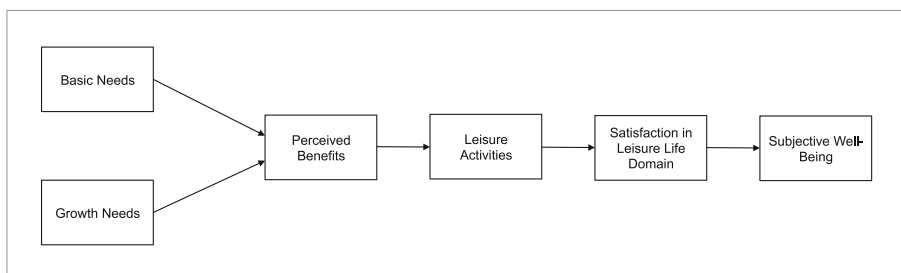 Basic Needs
Growth Needs
Perceived
Benefits
Leisure
Activities
Satisfaction in
Leisure Life
Domain
Subjective Well-
Being